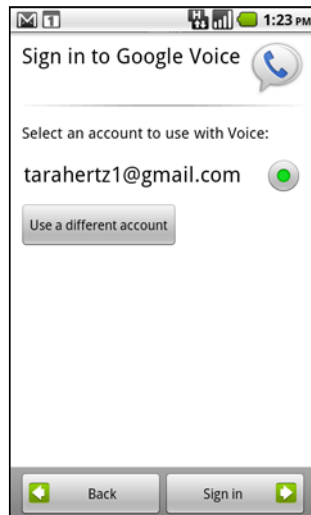 1 1:23 PM
Sign in to Google Voice
Select an account to use with Voice:
tarahertz1@gmail.com
Use a different account
Back Sign in